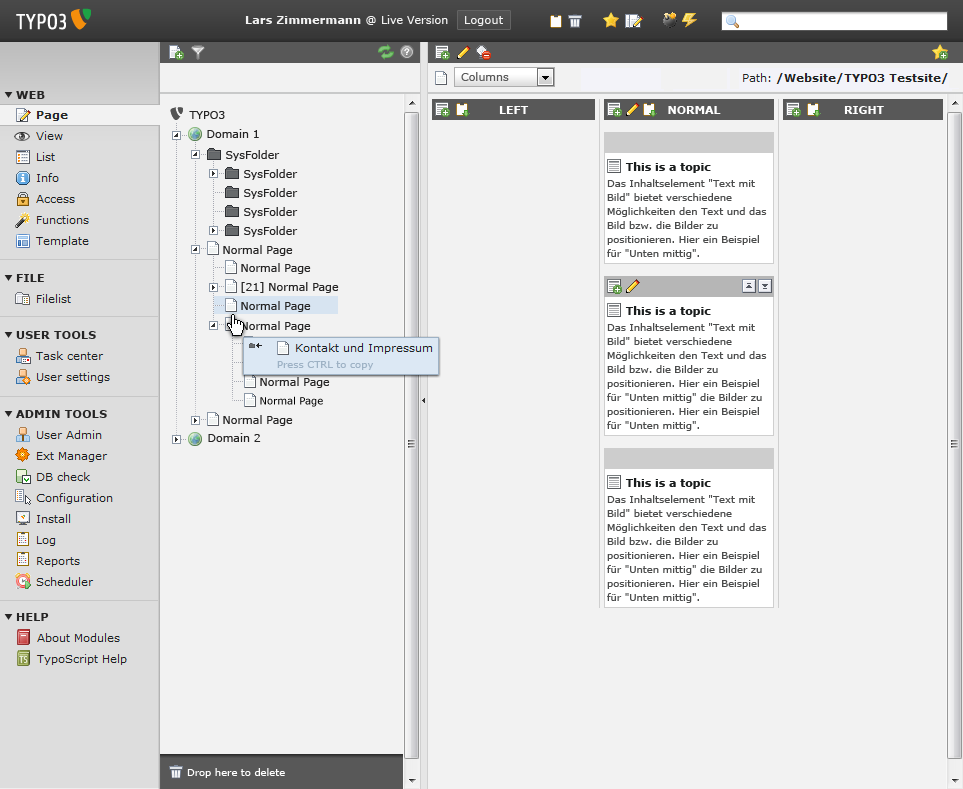 TYPO3
Lars Zimmermann @ Live Version
Logout
WEB
Page
View
List
Info
Access
Functions
Template
FILE
Filelist
USER TOOLS
Task center
User settings
ADMIN TOOLS
User Admin
Ext Manager
DB check
Configuration
Install
Log
Reports
Scheduler
HELP
About Modules
TypoScript Help
TYPO3
Domain 1
SysFolder
SysFolder
SysFolder
SysFolder
SysFolder
Normal Page
Normal Page
[21] Normal Page
Normal Page
Normal Page
Kontakt und Impressum
Press CTRL to copy
Normal Page
Normal Page
Normal Page
Domain 2
Drop here to delete
Columns
Path: /Website/TYPO3 Testsite/
LEFT
NORMAL
RIGHT
This is a topic
Das Inhaltselement "Text mit
Bild" bietet verschiedene
Möglichkeiten den Text und das
Bild bzw. die Bilder zu
positionieren. Hier ein Beispiel
für "Unten mittig".
This is a topic
Das Inhaltselement "Text mit
Bild" bietet verschiedene
Möglichkeiten den Text und das
Bild bzw. die Bilder zu
positionieren. Hier ein Beispiel
für "Unten mittig" die Bilder zu
positionieren. Hier ein Beispiel
für "Unten mittig".
This is a topic
Das Inhaltselement "Text mit
Bild" bietet verschiedene
Möglichkeiten den Text und das
Bild bzw. die Bilder zu
positionieren. Hier ein Beispiel
für "Unten mittig" die Bilder zu
positionieren. Hier ein Beispiel
für "Unten mittig".